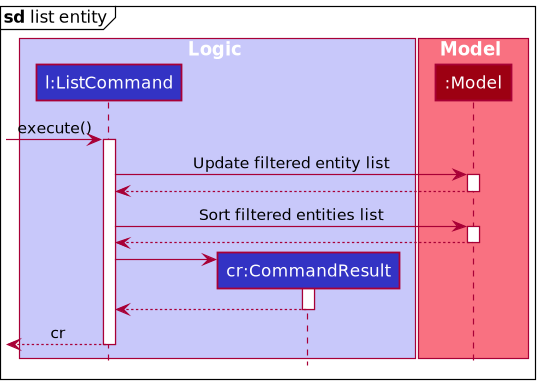 sd list entity
Logic
Model
l:ListCommand
:Model
execute()
Update filtered entity list
Sort filtered entities list
cr:CommandResult
cr